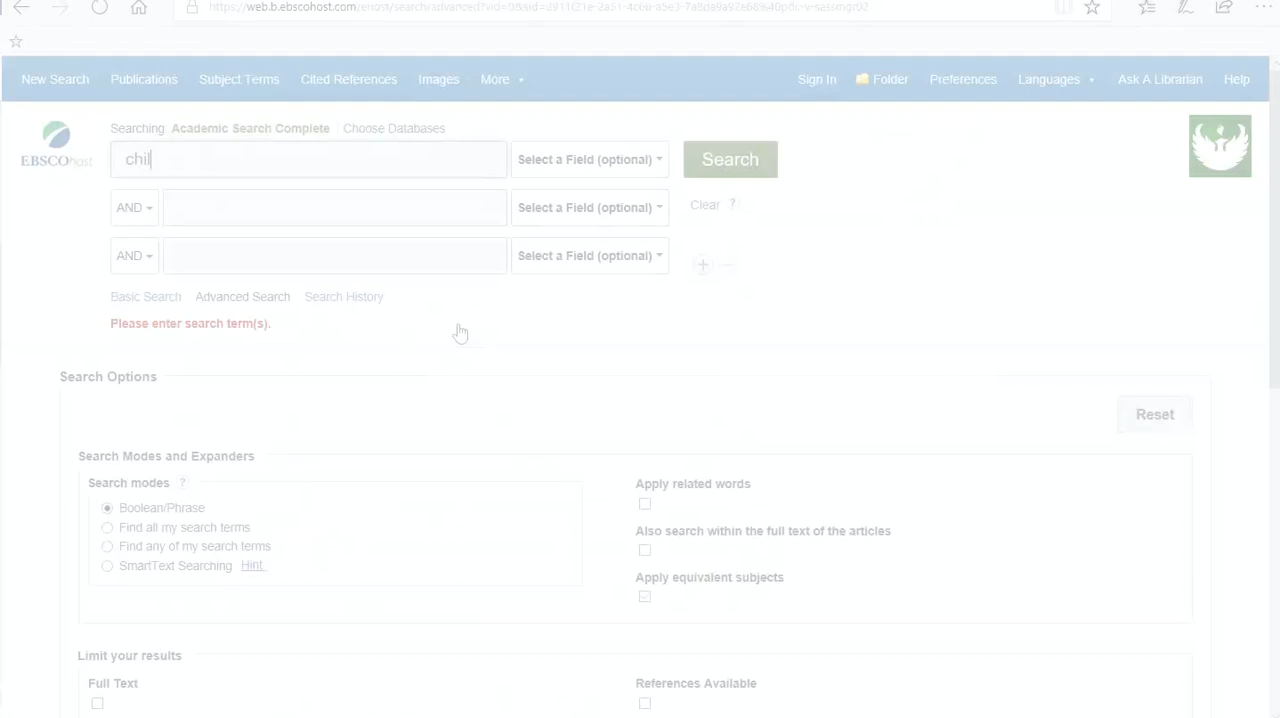 New Search Publications Subject Terms Cited References Images More Sign In Folder Preferences Languages Ask A Librarian Help
Searching Academic Search Complete Choose Databases
EBSCOhost
chil Select a Field (optional) Search
AND Select a Field (optional) Clear ?
AND Select a Field (optional)
Basic Search Advanced Search Search History
Please enter search term(s).
Search Options
Reset
Search Modes and Expanders
Search modes ?
Boolean/Phrase
Find all my search terms
Find any of my search terms
SmartText Searching Hint
Apply related words
Also search within the full text of the articles
Apply equivalent subjects
Limit your results
Full Text
References Available